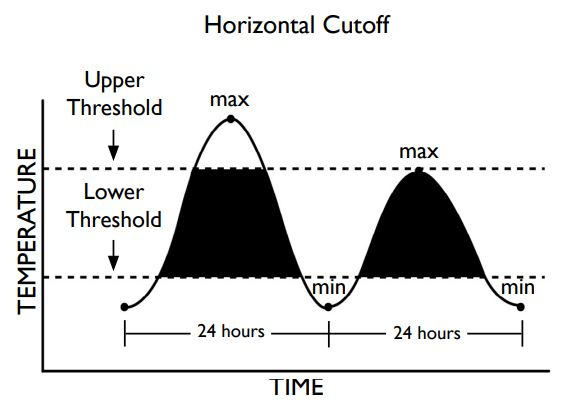 Horizontal Cutoff
Upper
Threshold
max
max
Lower
Threshold
TEMPERATURE
min
min
24 hours
24 hours
TIME